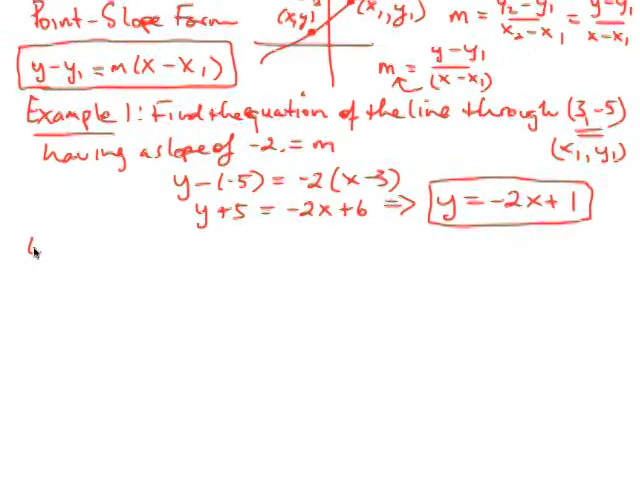 Point-Slope Form
(x,y)
(x₁,y₁)
m = y₂-y₁/x₂-x₁ = y-y₁/x-x₁
y-y₁ = m(x-x₁)
m = y-y₁/(x-x₁)
Example 1: Find the equation of the line through (3,-5)
having a slope of -2. = m
(x₁,y₁)
y-(-5) = -2(x-3)
y+5 = -2x+6 => y = -2x+1